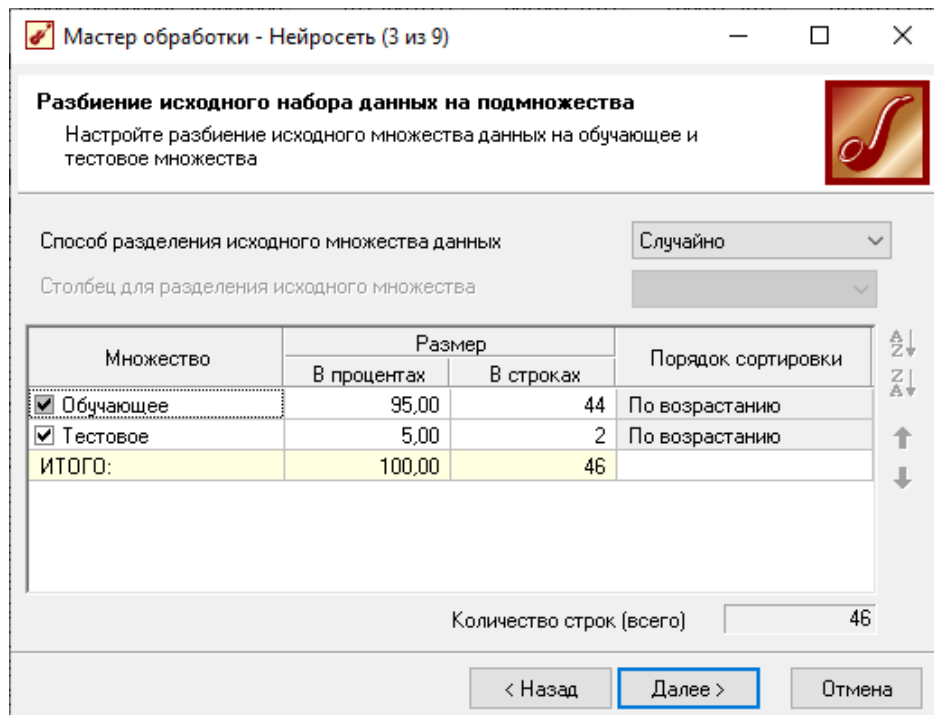 Мастер обработки - Нейросеть (3 из 9)
Разбиение исходного набора данных на подмножества
Настройте разбиение исходного множества данных на обучающее и
тестовое множества
Способ разделения исходного множества данных
Случайно
Столбец для разделения исходного множества
Множество
Размер
Порядок сортировки
В процентах
В строках
Обучающее 95,00 44 По возрастанию
Тестовое 5,00 2 По возрастанию
ИТОГО: 100,00 46
Количество строк (всего) 46
< Назад
Далее >
Отмена